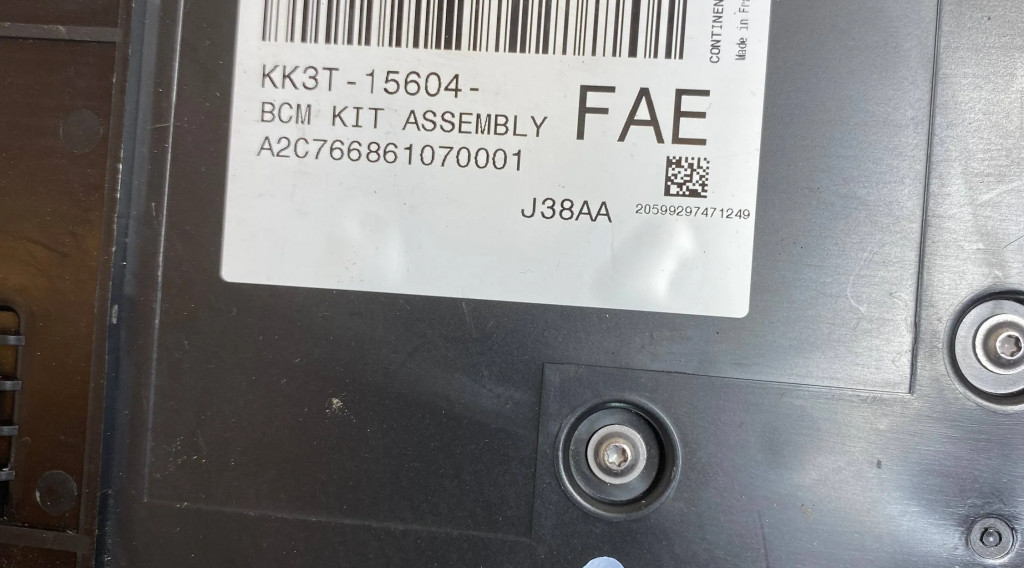 KK3T-15604-
BCM KIT ASSEMBLY
FAE
A2C766861070001
J38AA
20599297471249
CONTINEN
Made in Fr